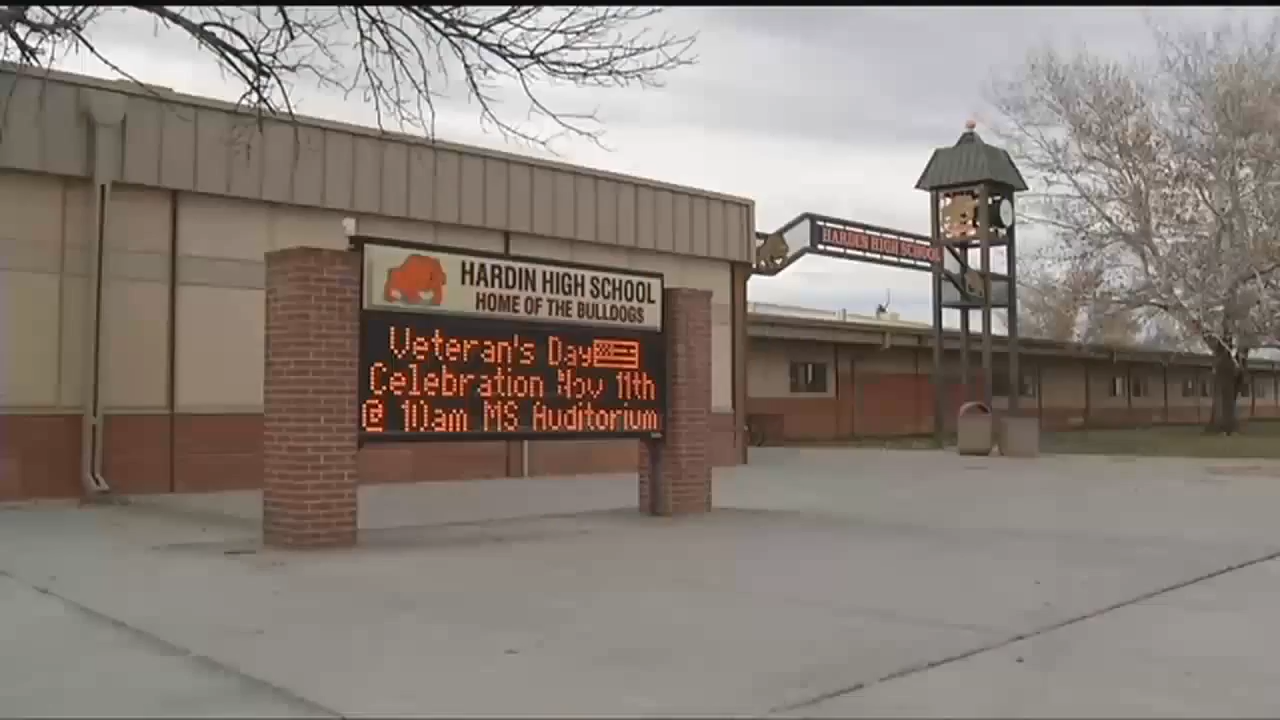 HARDIN HIGH SCHOOL
HOME OF THE BULLDOGS
Veteran's Day
Celebration Nov 11th
@ 10am MS Auditorium
HARDIN HIGH SCHOOL